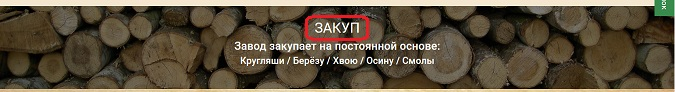 ЗАКУП
Завод закупает на постоянной основе:
Кругляши / Берёзу / Хвою / Осину / Смолы